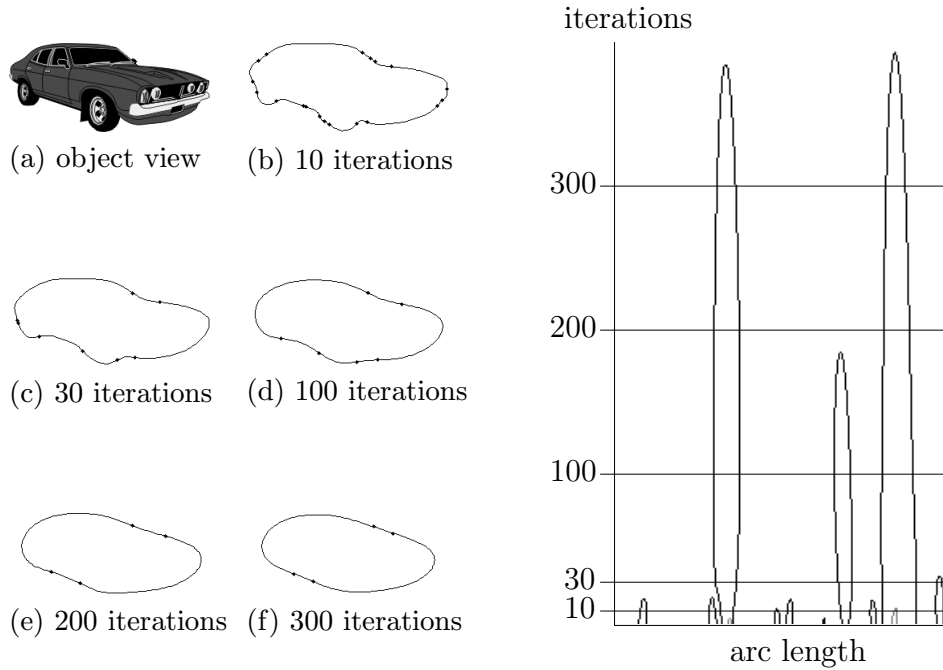 (a) object view
(b) 10 iterations
(c) 30 iterations
(d) 100 iterations
(e) 200 iterations
(f) 300 iterations
iterations
300
200
100
30
10
arc length